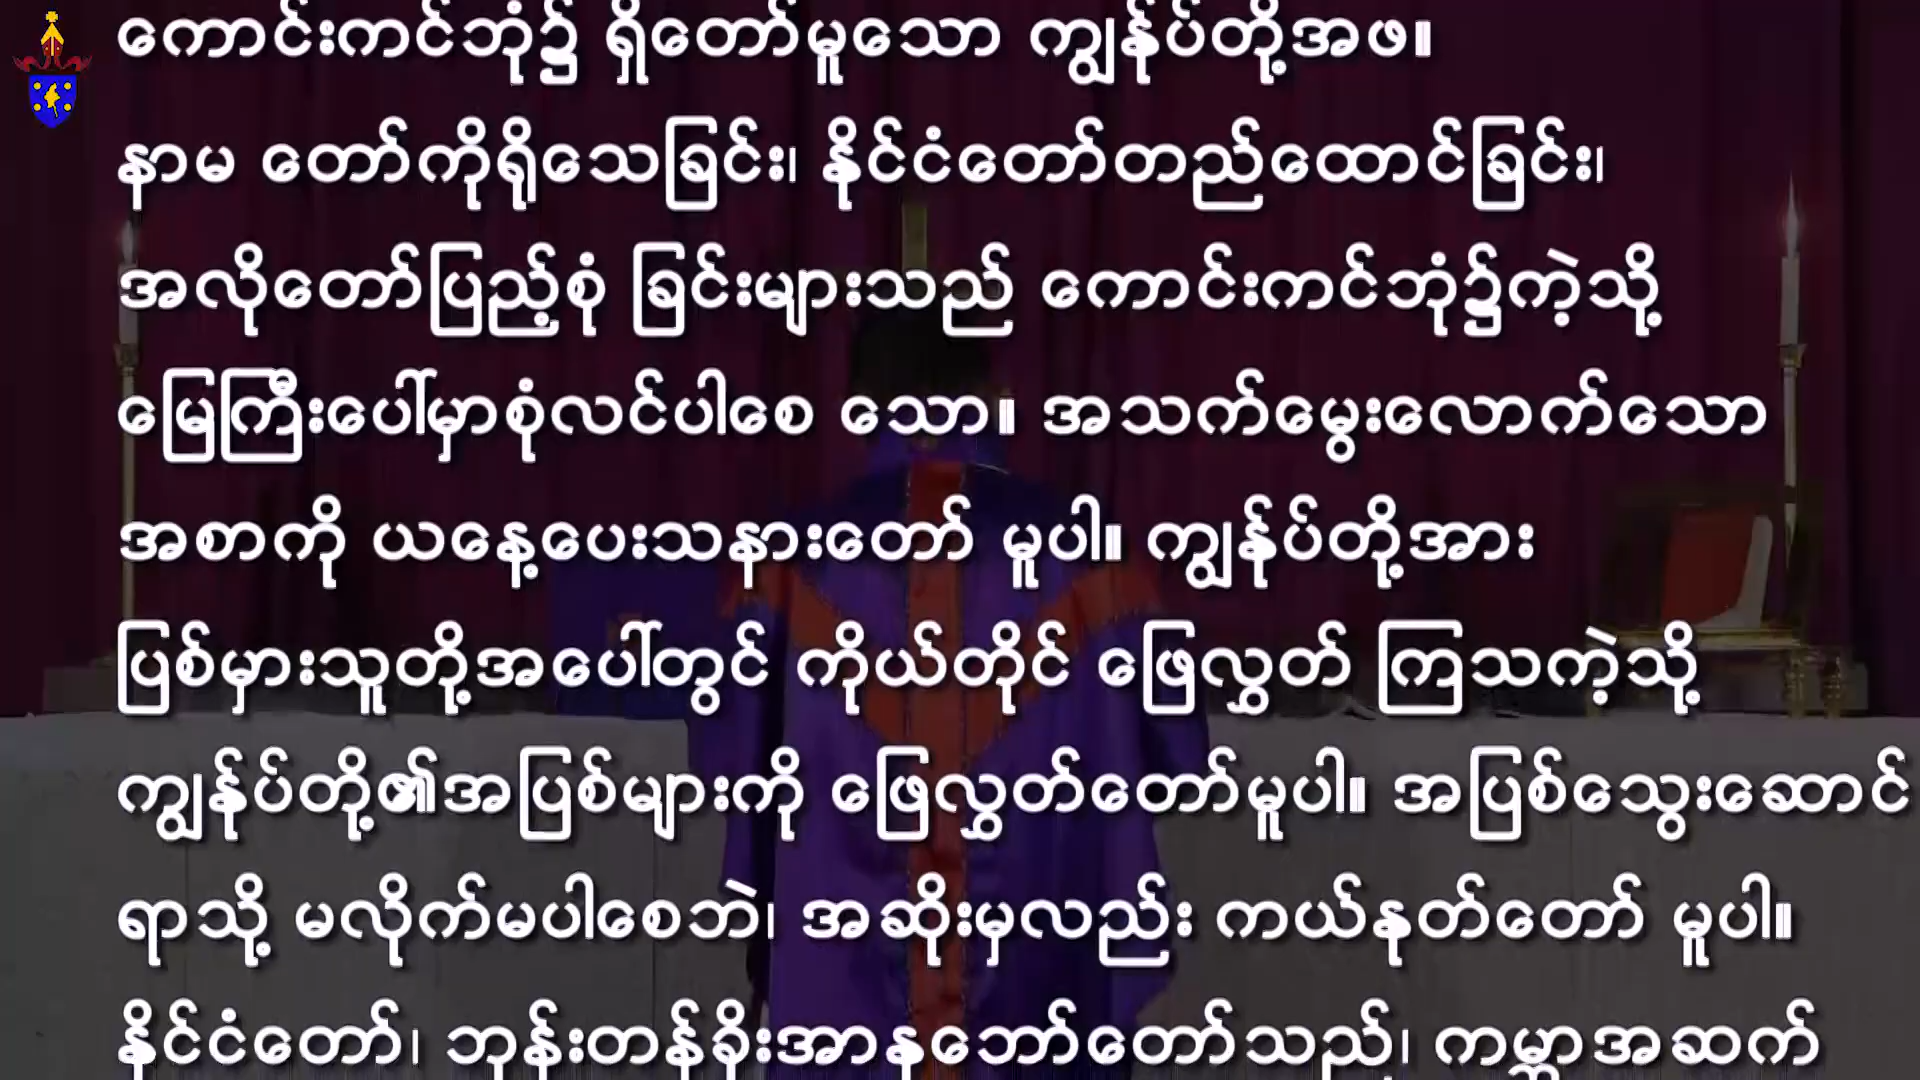 ကောင်းကင်ဘုံ၌ ရှိတော်မူသော ကျွန်ုပ်တို့အဖ။
နာမ တော်ကိုရိုသေခြင်း၊ နိုင်ငံတော်တည်ထောင်ခြင်း၊
အလိုတော်ပြည့်စုံ ခြင်းများသည် ကောင်းကင်ဘုံ၌ကဲ့သို့
မြေကြီးပေါ်မှာစုံလင်ပါစေ သော။ အသက်မွေးလောက်သော
အစာကို ယနေ့ပေးသနားတော် မူပါ။ ကျွန်ုပ်တို့အား
ပြစ်မှားသူတို့အပေါ်တွင် ကိုယ်တိုင် ဖြေလွှတ် ကြသကဲ့သို့
ကျွန်ုပ်တို့၏အပြစ်များကို ဖြေလွှတ်တော်မူပါ။ အပြစ်သွေးဆောင်
ရာသို့ မလိုက်မပါစေဘဲ၊ အဆိုးမှလည်း ကယ်နုတ်တော် မူပါ။
နိုင်ငံတော်၊ ဘုန်းတန်ခိုးအာနုဘော်တော်သည်၊ ကမ္ဘာအဆက်